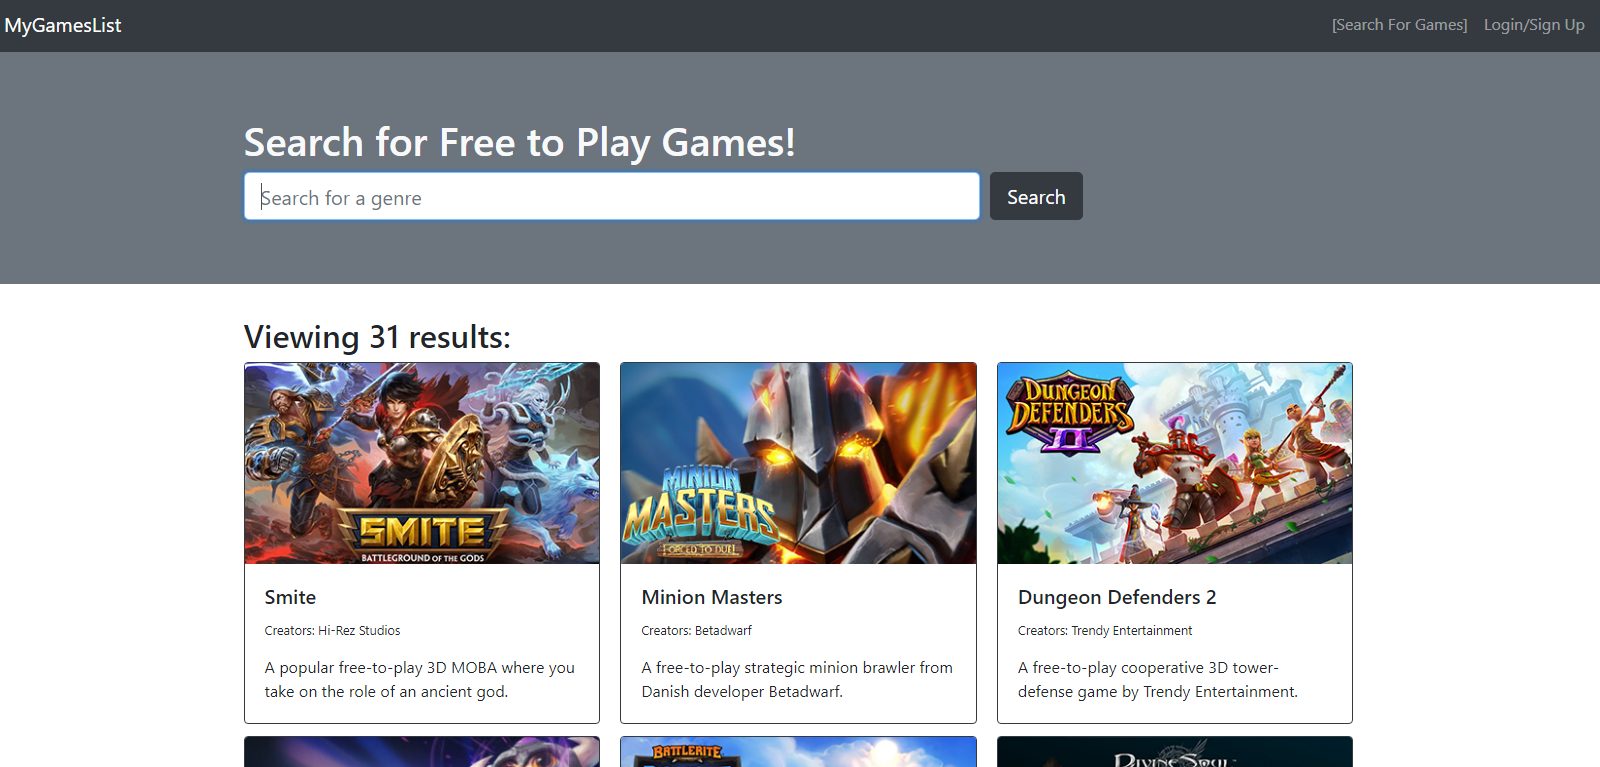 MyGamesList
[Search For Games] Login/Sign Up
Search for Free to Play Games!
Search for a genre
Search
Viewing 31 results:
SMITE
BATTLEGROUND OF THE GODS
MINION
MASTERS
FORCED TO DUEL
DUNGEON
DEFENDERS
II
Smite
Creators: Hi-Rez Studios
A popular free-to-play 3D MOBA where you
take on the role of an ancient god.
Minion Masters
Creators: Betadwarf
A free-to-play strategic minion brawler from
Danish developer Betadwarf.
Dungeon Defenders 2
Creators: Trendy Entertainment
A free-to-play cooperative 3D tower-
defense game by Trendy Entertainment.
BATTLERITE
DIVINE SOUL